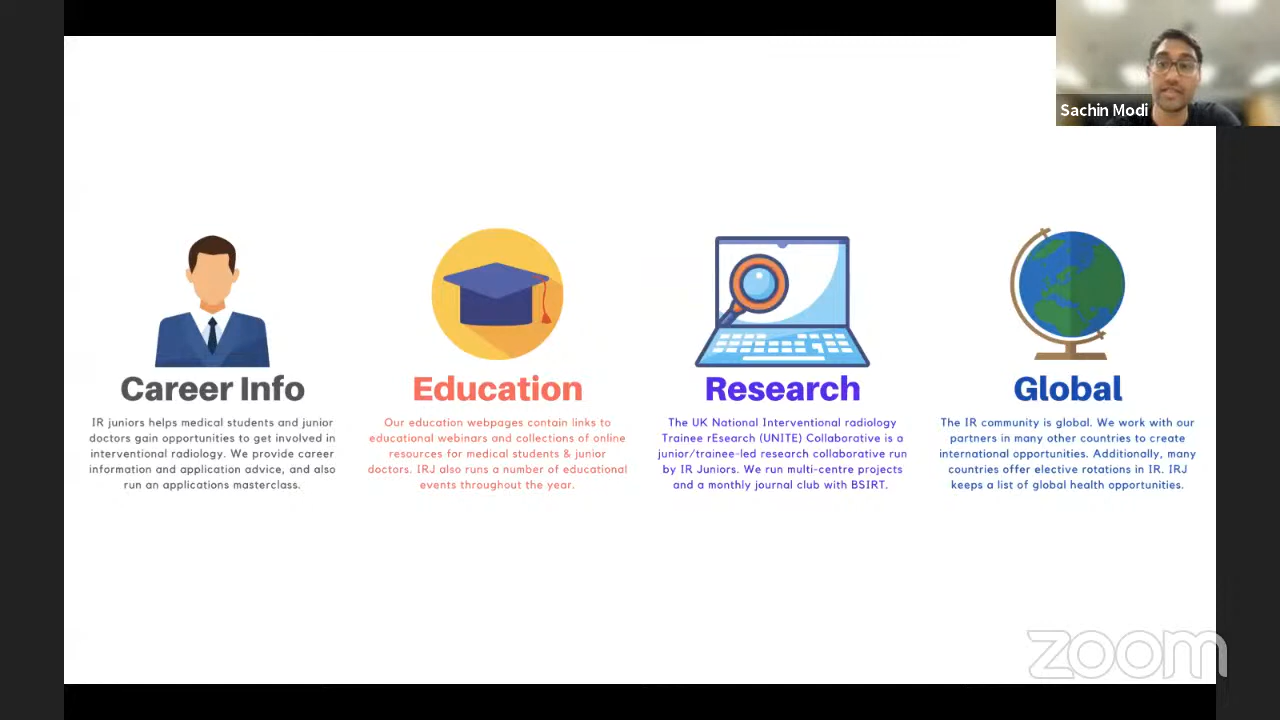 Sachin Modi
Career Info
IR juniors helps medical students and junior
doctors gain opportunities to get involved in
interventional radiology. We provide career
information and application advice, and also
run an applications masterclass.
Education
Our education webpages contain links to
educational webinars and collections of online
resources for medical students & junior
doctors. IRJ also runs a number of educational
events throughout the year.
Research
The UK National Interventional radiology
Trainee rEsearch (UNITE) Collaborative is a
junior/trainee-led research collaborative run
by IR Juniors. We run multi-centre projects
and a monthly journal club with BSIRT.
Global
The IR community is global. We work with our
partners in many other countries to create
international opportunities. Additionally, many
countries offer elective rotations in IR. IRJ
keeps a list of global health opportunities.
zoom